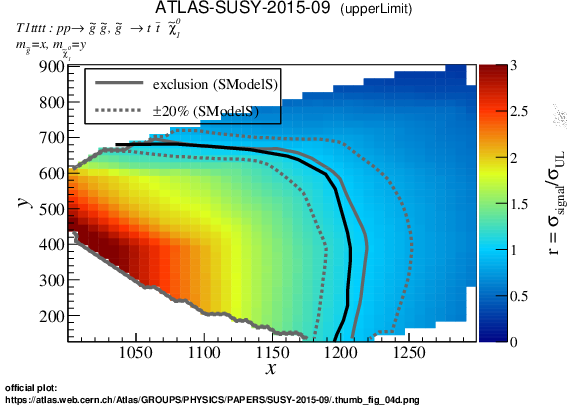 ATLAS-SUSY-2015-09 (upperLimit)
T1tttt : pp→ g̃ g̃, g̃ → t t̄ χ̃₁⁰
m_g̃=x, m_χ̃₁⁰=y
900
800
700
600
500
400
300
200
y
exclusion (SModelS)
±20% (SModelS)
1050 1100 1150 1200 1250
x
3
2.5
2
1.5
1
0.5
0
r = σ_signal/σ_UL
official plot:
https://atlas.web.cern.ch/Atlas/GROUPS/PHYSICS/PAPERS/SUSY-2015-09/.thumb_fig_04d.png